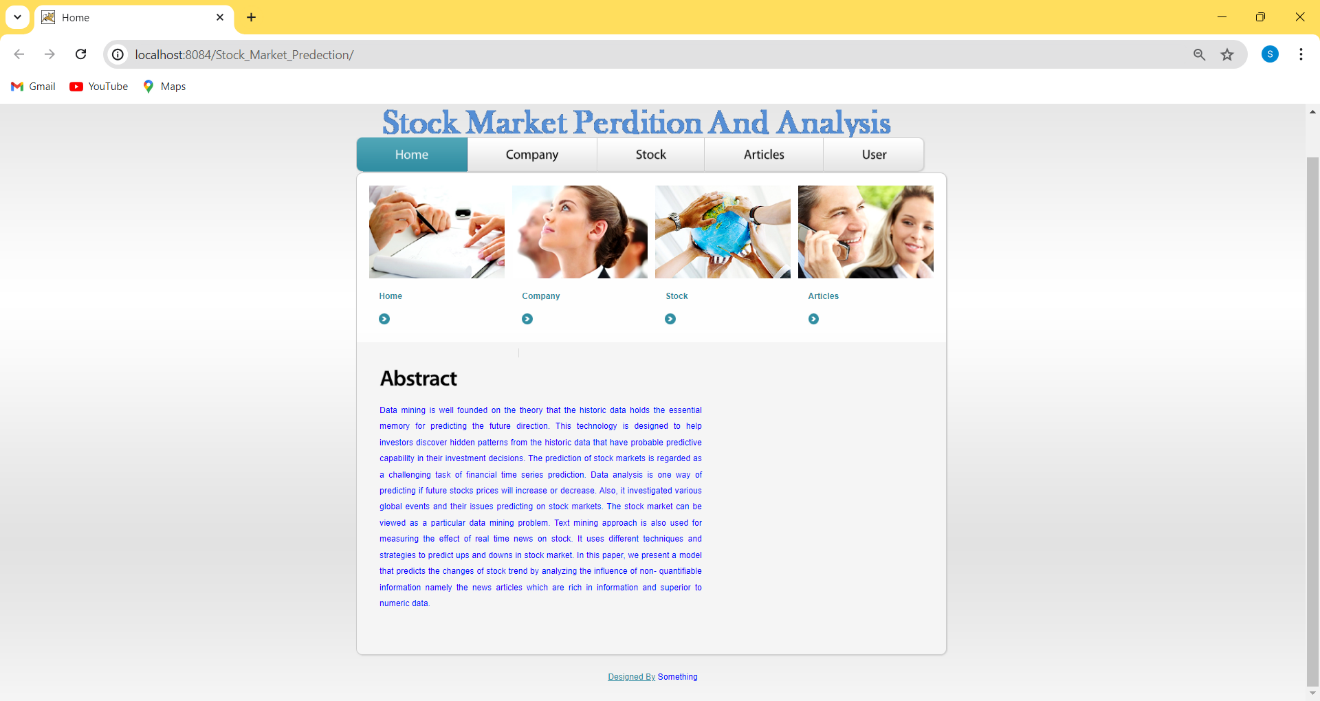 Home
localhost:8084/Stock_Market_Predection/
S
Gmail YouTube Maps
Stock Market Perdition And Analysis
Home Company Stock Articles User
Home Company Stock Articles
Abstract
Data mining is well founded on the theory that the historic data holds the essential
memory for predicting the future direction. This technology is designed to help
investors discover hidden patterns from the historic data that have probable predictive
capability in their investment decisions. The prediction of stock markets is regarded as
a challenging task of financial time series prediction. Data analysis is one way of
predicting if future stocks prices will increase or decrease. Also, it investigated various
global events and their issues predicting on stock markets. The stock market can be
viewed as a particular data mining problem. Text mining approach is also used for
measuring the effect of real time news on stock. It uses different techniques and
strategies to predict ups and downs in stock market. In this paper, we present a model
that predicts the changes of stock trend by analyzing the influence of non- quantifiable
information namely the news articles which are rich in information and superior to
numeric data.
Designed By Something